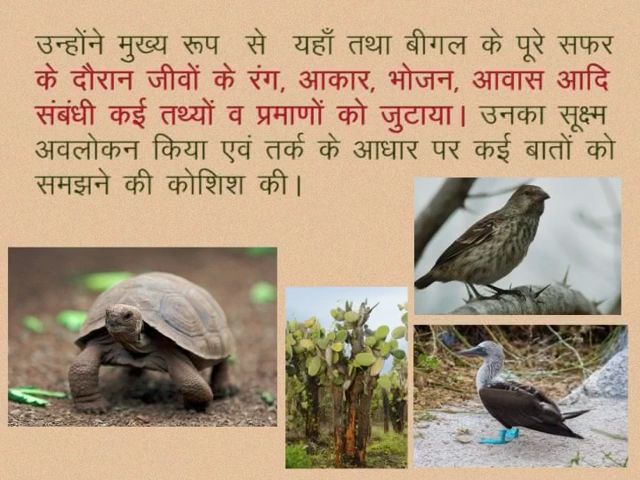 उन्होंने मुख्य रूप से यहाँ तथा बीगल के पूरे सफर
के दौरान जीवों के रंग, आकार, भोजन, आवास आदि
संबंधी कई तथ्यों व प्रमाणों को जुटाया। उनका सूक्ष्म
अवलोकन किया एवं तर्क के आधार पर कई बातों को
समझने की कोशिश की।